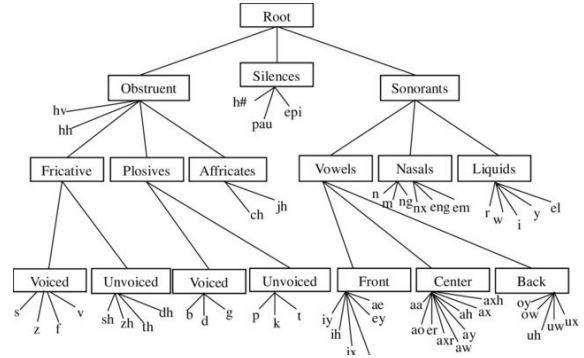 Root
Obstruent Silences Sonorants
hv hh h# pau epi
Fricative Plosives Affricates Vowels Nasals Liquids
ch jh n m ng nx eng em r w i y el
Voiced Unvoiced Voiced Unvoiced Front Center Back
s z f v sh zh th dh b d g p k t iy ih ix ey ae aa ao er axr aw ay ah ax axh oy ow uh uw ux